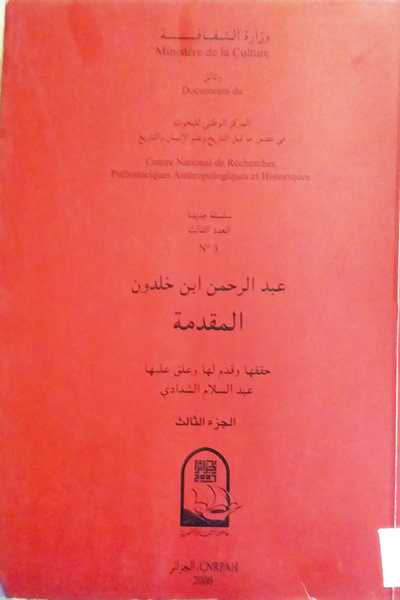 وزارة الثقافة
Ministère de la Culture
وثائق
Documents du
المركز الوطني للبحوث
في عصور ما قبل التاريخ وعلم الإنسان والتاريخ
Centre National de Recherches
Préhistoriques Anthropologiques et Historiques
سلسلة جديدة
العدد الثالث
N° 3
عبد الرحمن ابن خلدون
المقدمة
حققها وقدم لها وعلق عليها
عبد السلام الشدادي
الجزء الثالث
CNRPAH، الجزائر
2006